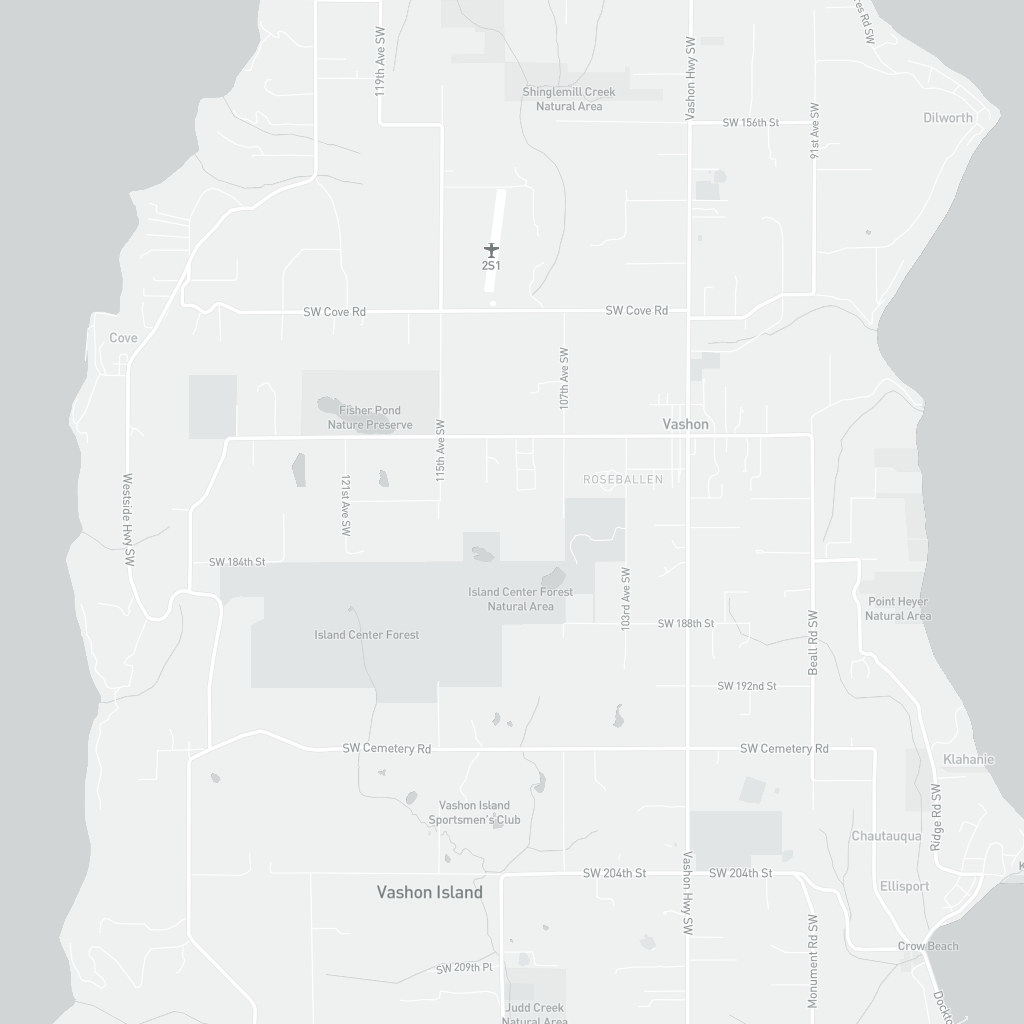 119th Ave SW
Vashon Hwy SW
Shinglemill Creek
Natural Area
SW 156th St
91st Ave SW
Dilworth
2S1
SW Cove Rd
SW Cove Rd
Cove
107th Ave SW
Fisher Pond
Nature Preserve
Vashon
115th Ave SW
121st Ave SW
Westside Hwy SW
ROSEBALLEN
SW 184th St
Island Center Forest
Natural Area
103rd Ave SW
Point Heyer
Natural Area
Island Center Forest
SW 188th St
Beall Rd SW
SW 192nd St
SW Cemetery Rd
SW Cemetery Rd
Klahanie
Vashon Island
Sportsmen's Club
Ridge Rd SW
Chautauqua
SW 204th St
SW 204th St
Vashon Hwy SW
Vashon Island
Ellisport
Monument Rd SW
Crow Beach
SW 209th Pl
Judd Creek
Natural Area